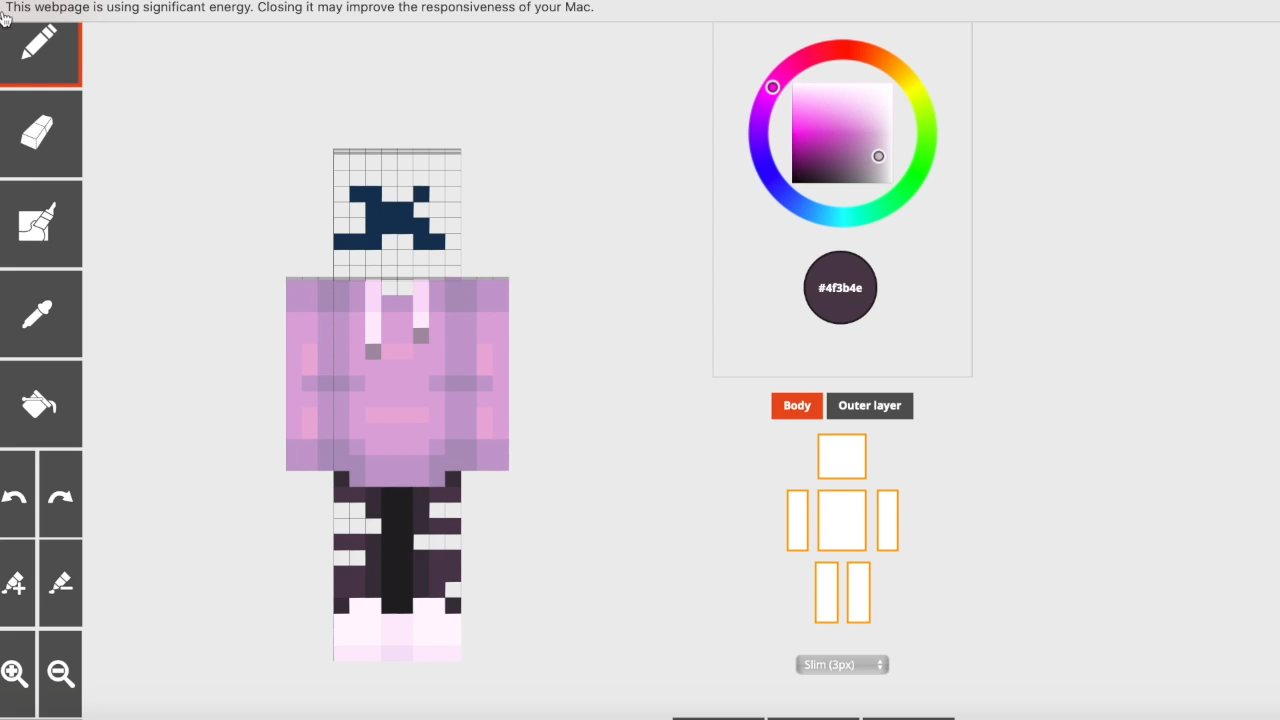 This webpage is using significant energy. Closing it may improve the responsiveness of your Mac.
#4f3b4e
Body
Outer layer
Slim (3px)